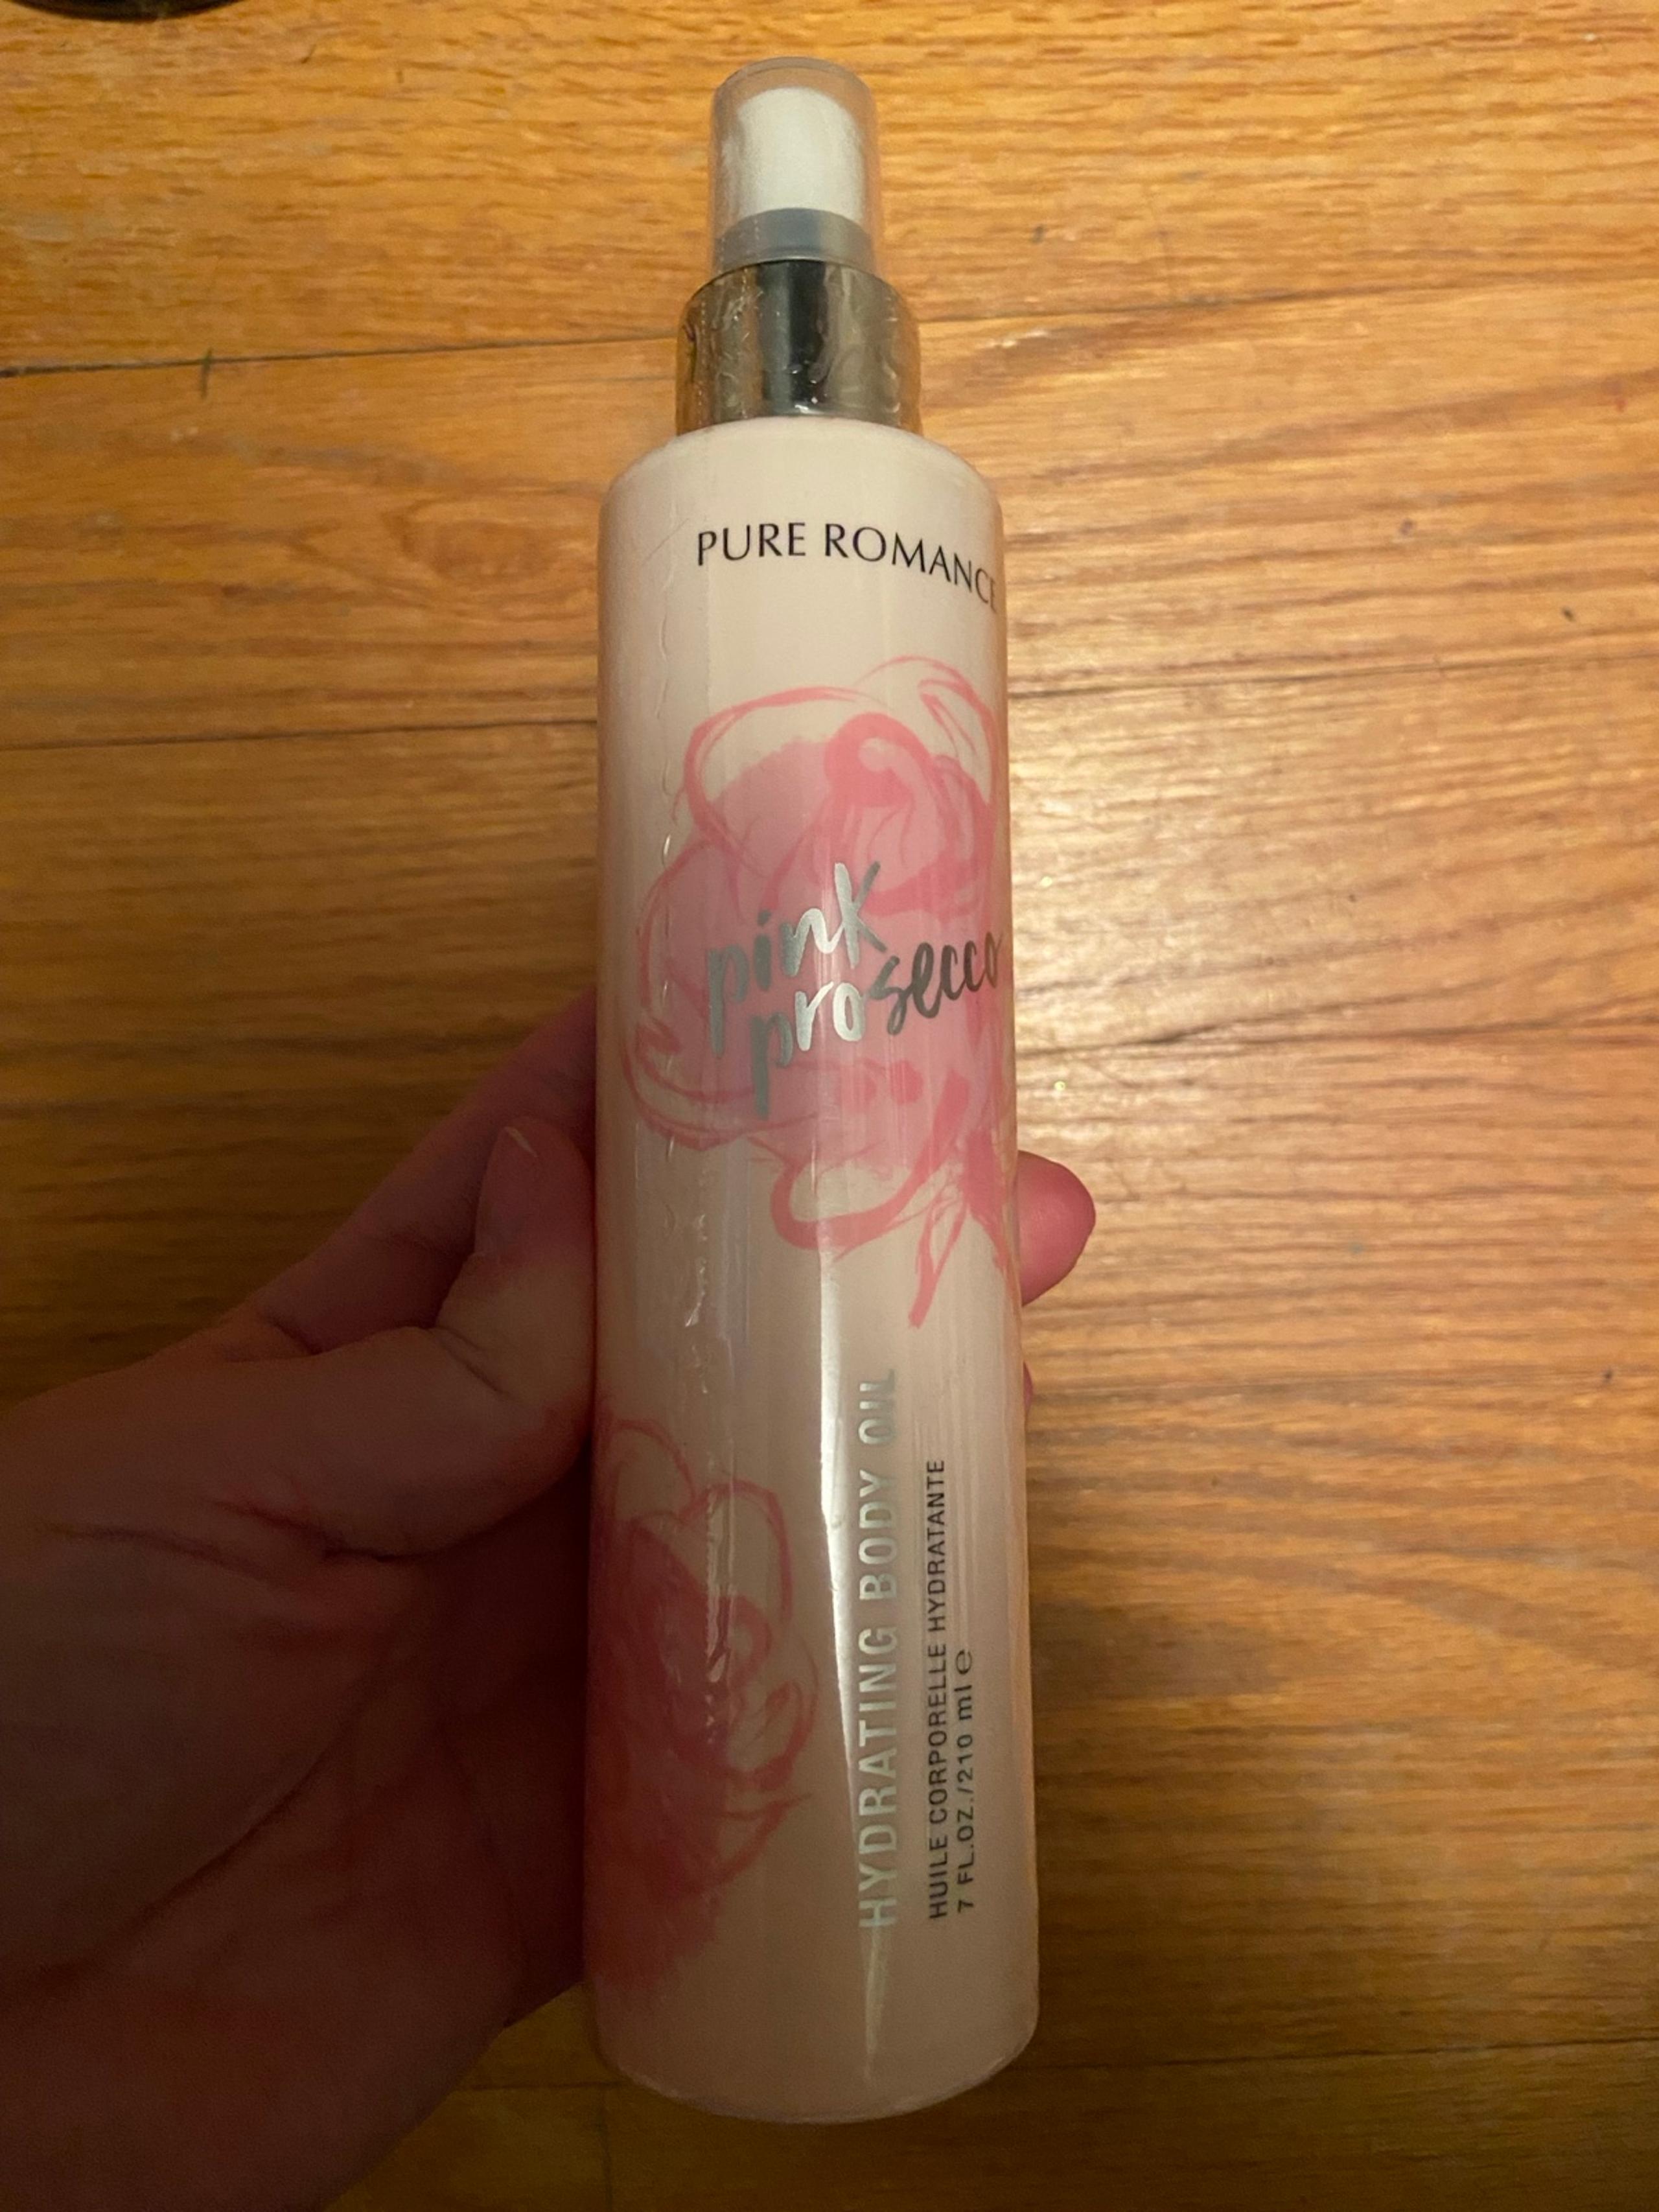 PURE ROMANCE
pink
prosecco
HYDRATING BODY OIL
HUILE CORPORELLE HYDRATANTE
7 FL.OZ./210 ml e